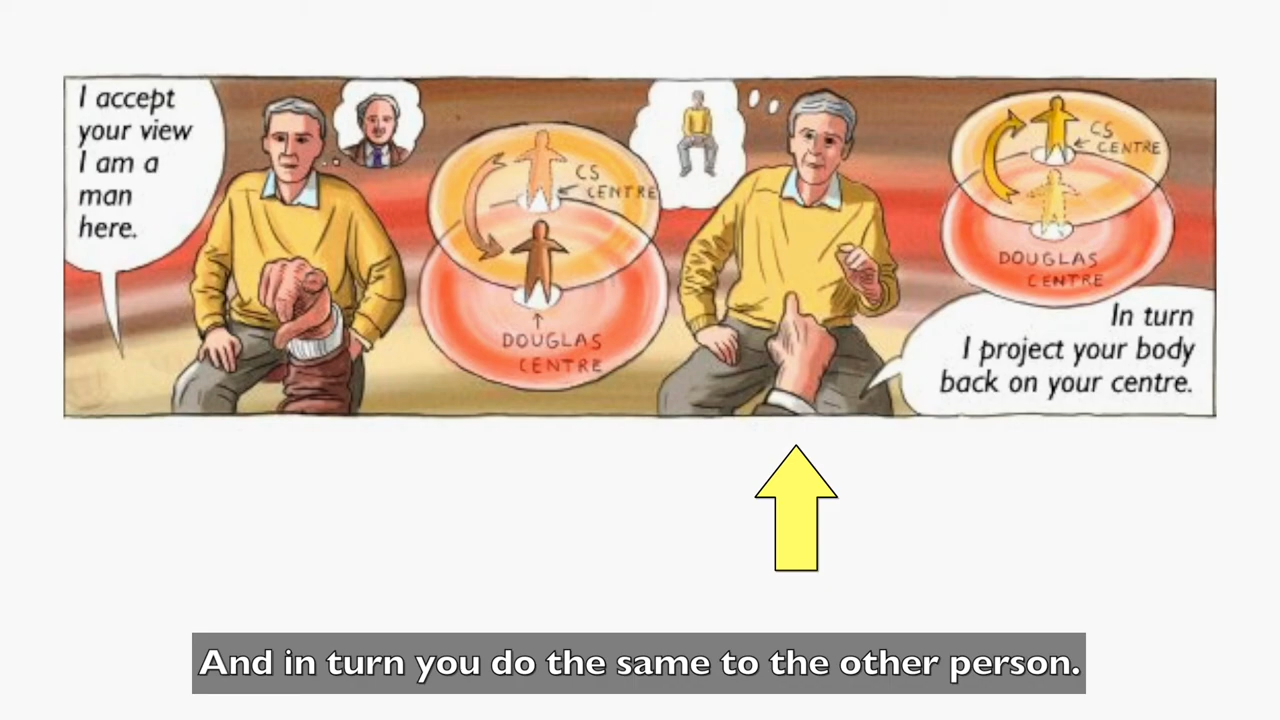 I accept
your view
I am a
man
here.
CS
CENTRE
DOUGLAS
CENTRE
CS
CENTRE
DOUGLAS
CENTRE
In turn
I project your body
back on your centre.
And in turn you do the same to the other person.